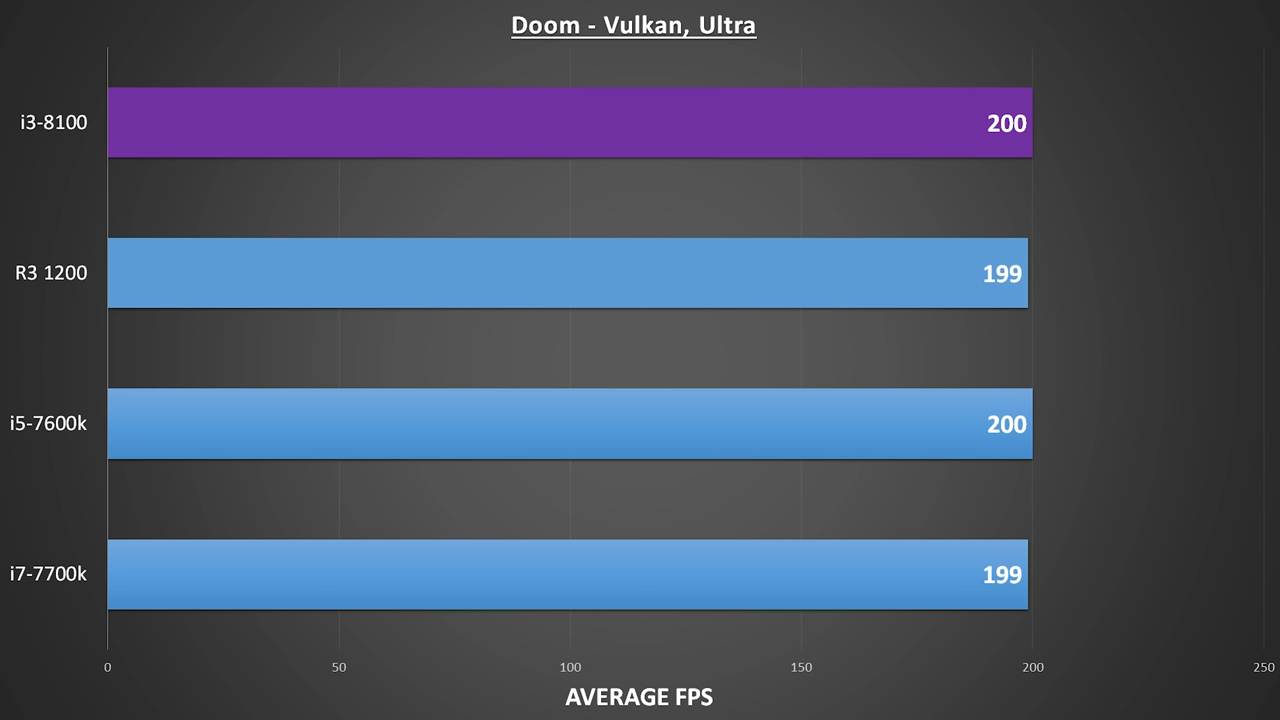 Doom - Vulkan, Ultra
i3-8100 200
R3 1200 199
i5-7600k 200
i7-7700k 199
0 50 100 150 200 250
AVERAGE FPS